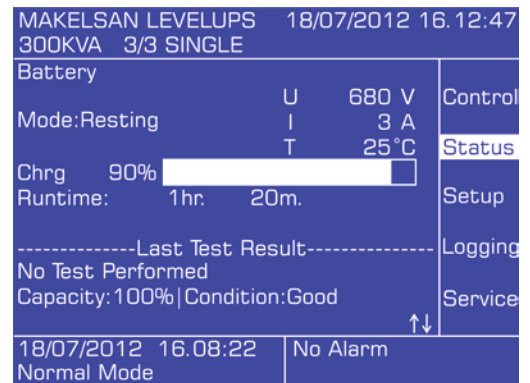 MAKELSAN LEVELUPS 18/07/2012 16.12:47
300KVA 3/3 SINGLE
Battery
U 680 V
Mode:Resting I 3 A
T 25°C
Chrg 90%
Runtime: 1hr. 20m.
--------------Last Test Result---------------
No Test Performed
Capacity:100%|Condition:Good
↑↓
Control
Status
Setup
Logging
Service
18/07/2012 16.08:22 No Alarm
Normal Mode